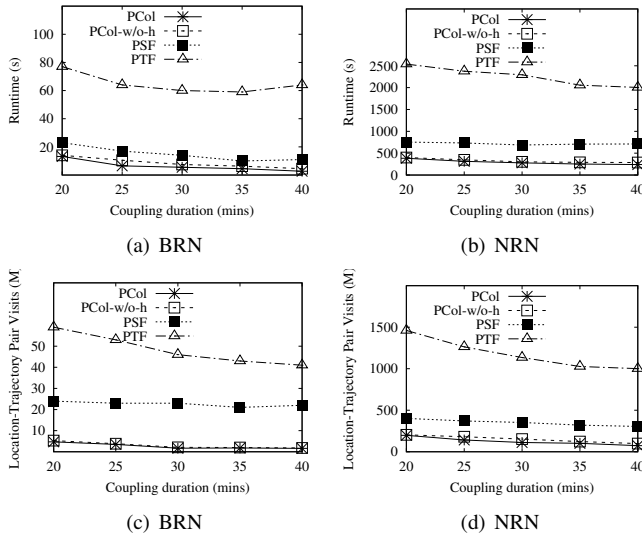 PCol
PCol-w/o-h
PSF
PTF
Runtime (s)
100
80
60
40
20
20 25 30 35 40
Coupling duration (mins)
(a) BRN
PCol
PCol-w/o-h
PSF
PTF
Runtime (s)
2500
2000
1500
1000
500
0
20 25 30 35 40
Coupling duration (mins)
(b) NRN
PCol
PCol-w/o-h
PSF
PTF
Location-Trajectory Pair Visits (M)
50
40
30
20
10
20 25 30 35 40
Coupling duration (mins)
(c) BRN
PCol
PCol-w/o-h
PSF
PTF
Location-Trajectory Pair Visits (M)
1500
1000
500
0
20 25 30 35 40
Coupling duration (mins)
(d) NRN